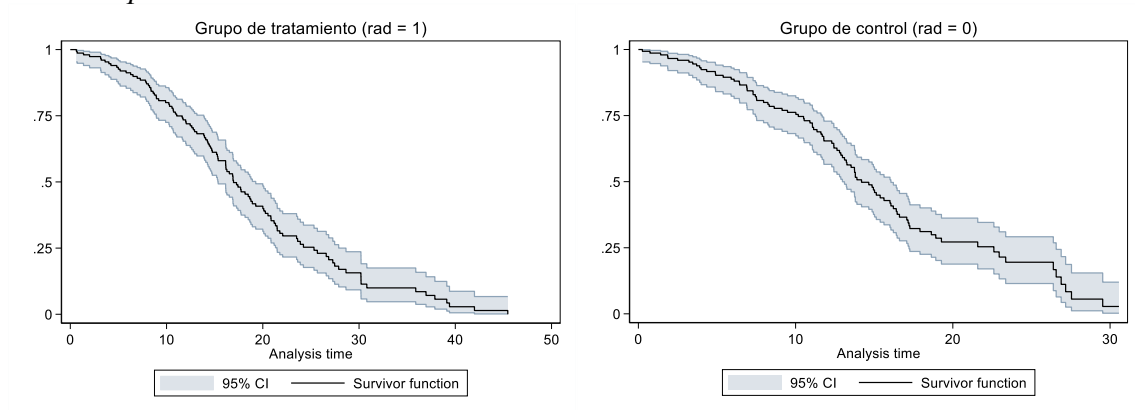 Grupo de tratamiento (rad = 1)
1
.75
.5
.25
0
0 10 20 30 40 50
Analysis time
95% CI Survivor function
Grupo de control (rad = 0)
1
.75
.5
.25
0
0 10 20 30
Analysis time
95% CI Survivor function